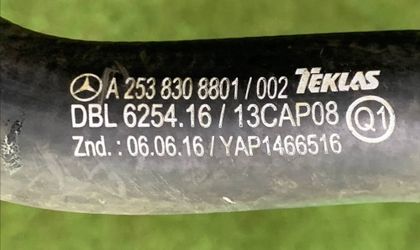 A 253 830 8801 / 002 TEKLAS
DBL 6254.16 / 13CAP08 Q1
Znd. : 06.06.16 / YAP1466516